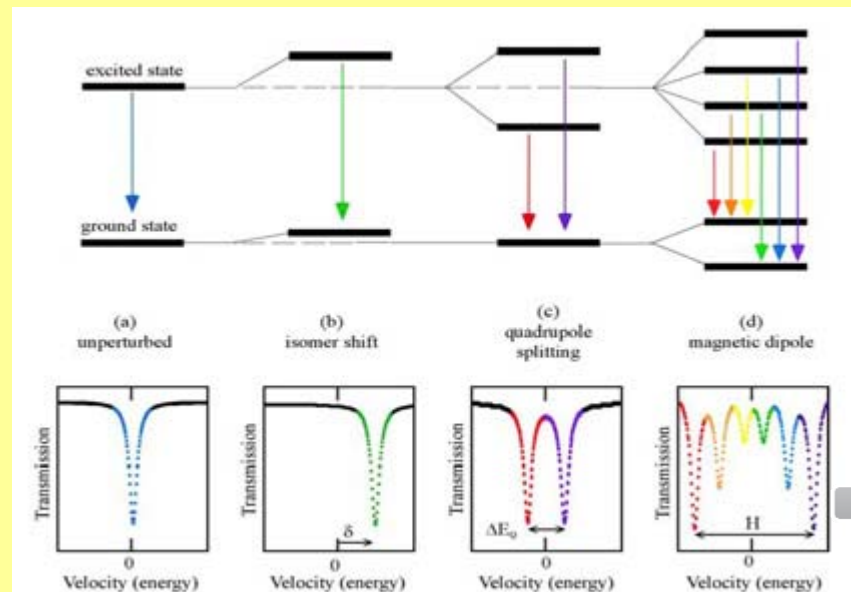 excited state
ground state
(a)
unperturbed
(b)
isomer shift
(c)
quadrupole
splitting
(d)
magnetic dipole
Transmission
0
Velocity (energy)
Transmission
δ
0
Velocity (energy)
Transmission
ΔE_Q
0
Velocity (energy)
Transmission
H
0
Velocity (energy)